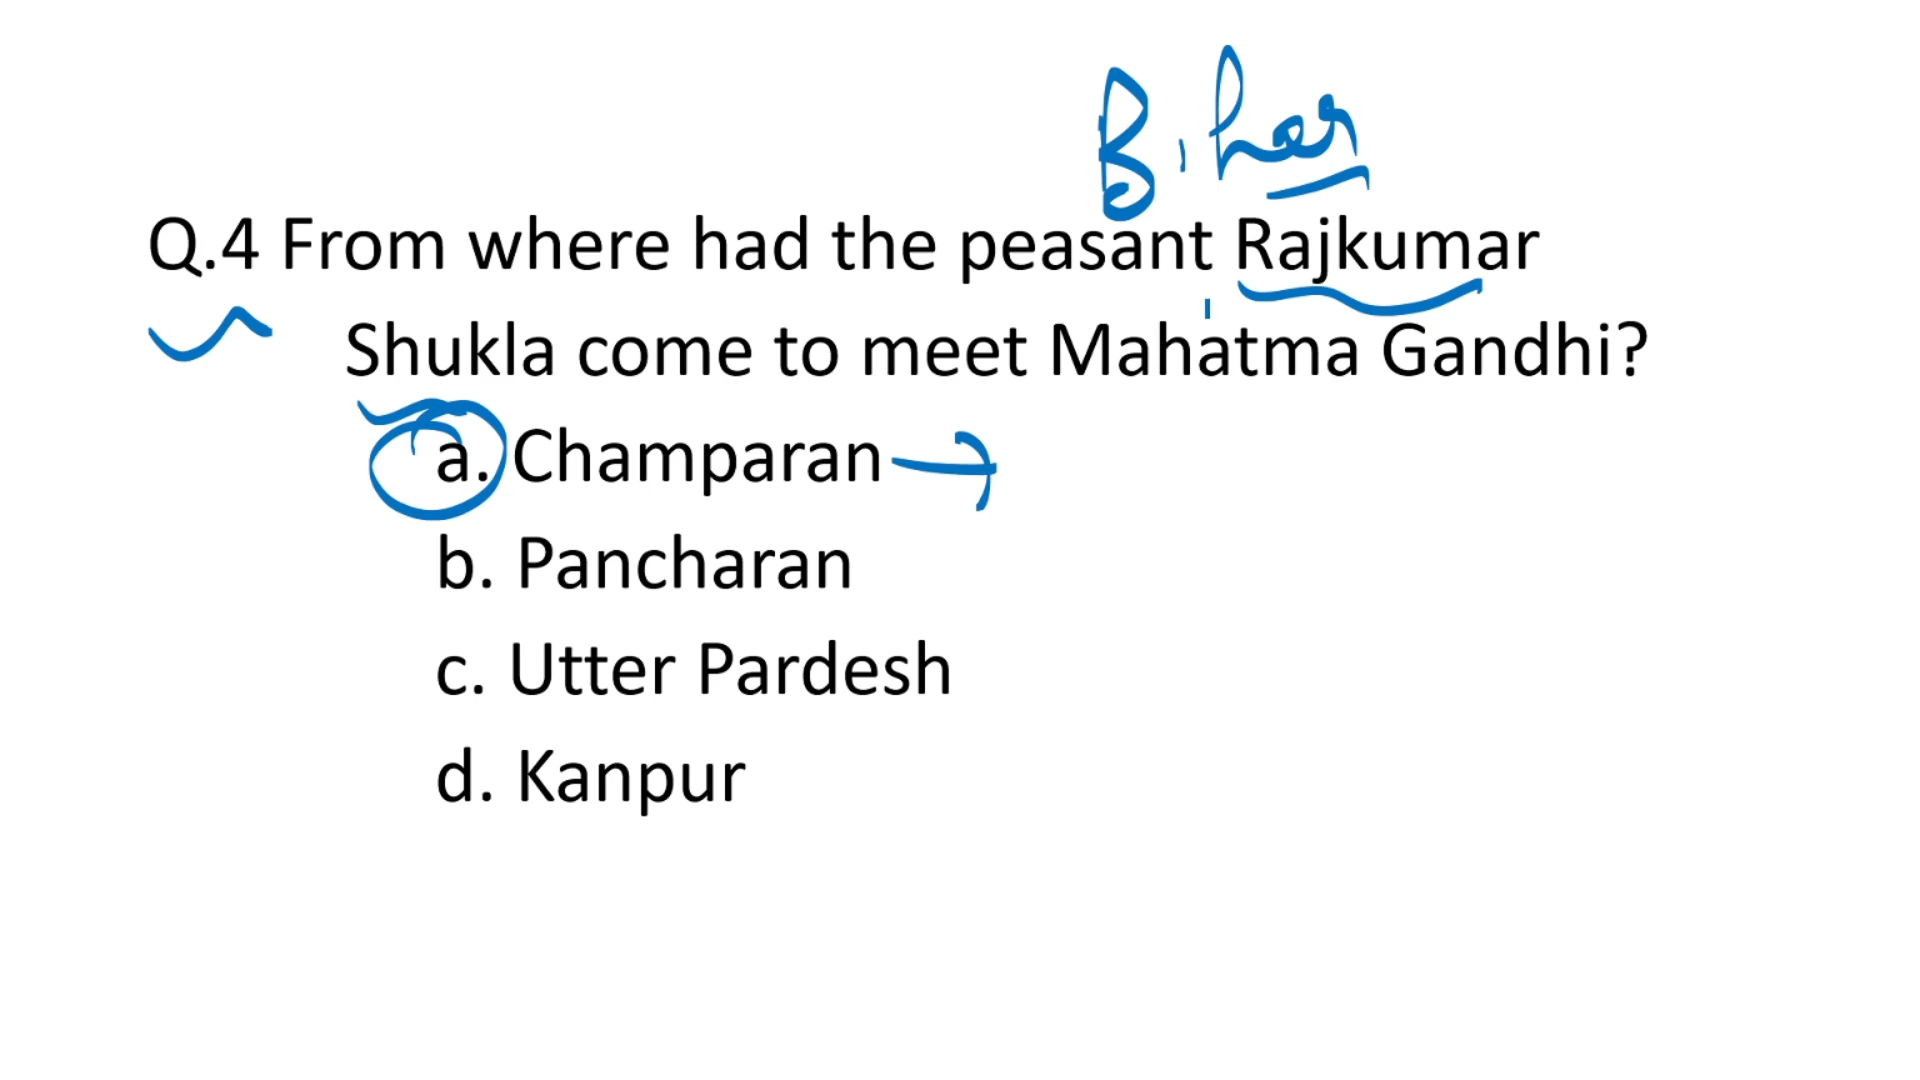 Bihar
Q.4 From where had the peasant Rajkumar
Shukla come to meet Mahatma Gandhi?
a. Champaran
b. Pancharan
c. Utter Pardesh
d. Kanpur